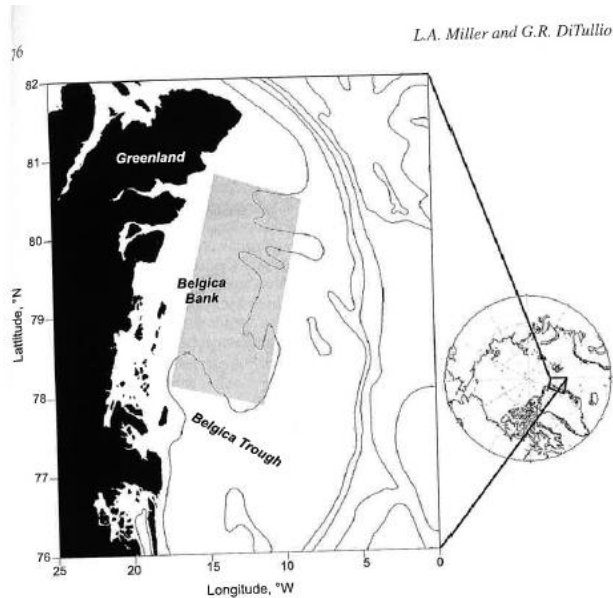 L.A. Miller and G.R. DiTullio
76
82
81
80
79
78
77
76
Lattitude, °N
Greenland
Belgica
Bank
Belgica Trough
25
20
15
10
5
0
Longitude, °W